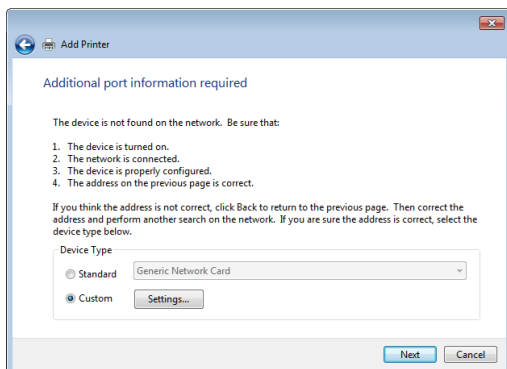 Add Printer
Additional port information required
The device is not found on the network. Be sure that:
1. The device is turned on.
2. The network is connected.
3. The device is properly configured.
4. The address on the previous page is correct.
If you think the address is not correct, click Back to return to the previous page. Then correct the
address and perform another search on the network. If you are sure the address is correct, select the
device type below.
Device Type
Standard Generic Network Card
Custom Settings...
Next Cancel